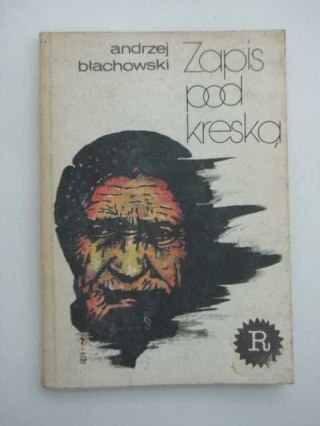 andrzej
błachowski
Zapis
pod
kreską
R